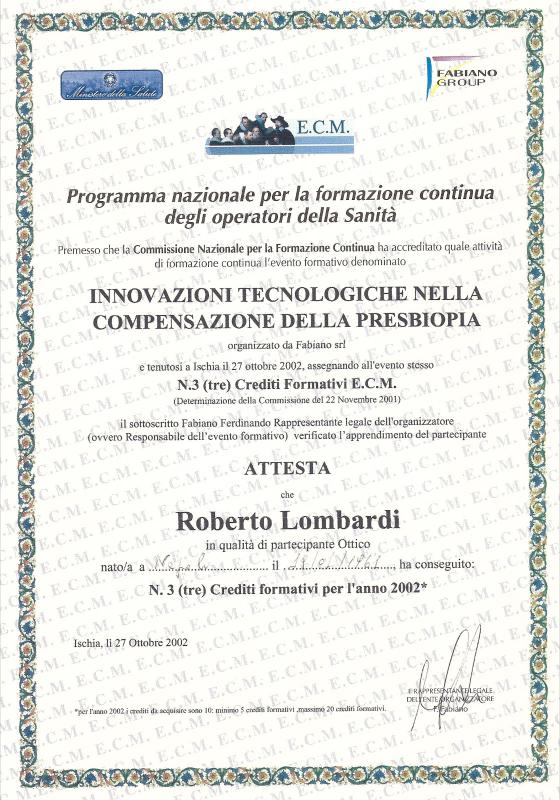 Ministero della Salute
FABIANO
GROUP
E.C.M.
Programma nazionale per la formazione continua
degli operatori della Sanità
Premesso che la Commissione Nazionale per la Formazione Continua ha accreditato quale attività
di formazione continua l'evento formativo denominato
INNOVAZIONI TECNOLOGICHE NELLA
COMPENSAZIONE DELLA PRESBIOPIA
organizzato da Fabiano srl
e tenutosi a Ischia il 27 ottobre 2002, assegnando all'evento stesso
N.3 (tre) Crediti Formativi E.C.M.
(Determinazione della Commissione del 22 Novembre 2001)
il sottoscritto Fabiano Ferdinando Rappresentante legale dell'organizzatore
(ovvero Responsabile dell'evento formativo) verificato l'apprendimento del partecipante
ATTESTA
che
Roberto Lombardi
in qualità di partecipante Ottico
nato/a a ... il ..., ha conseguito:
N. 3 (tre) Crediti formativi per l'anno 2002*
Ischia, lì 27 Ottobre 2002
RAPPRESENTANTE LEGALE
DELL'ENTE ORGANIZZATORE
F. Fabiano
*per l'anno 2002 i crediti da acquisire sono 10: minimo 5 crediti formativi ,massimo 20 crediti formativi.